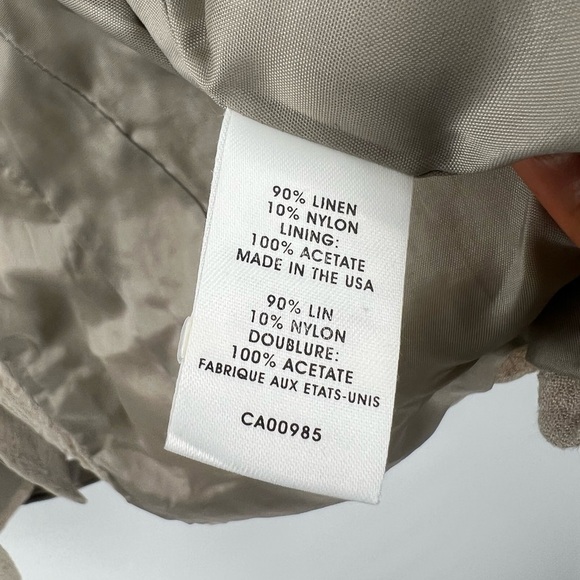 90% LINEN
10% NYLON
LINING:
100% ACETATE
MADE IN THE USA
90% LIN
10% NYLON
DOUBLURE:
100% ACETATE
FABRIQUE AUX ETATS-UNIS
CA00985